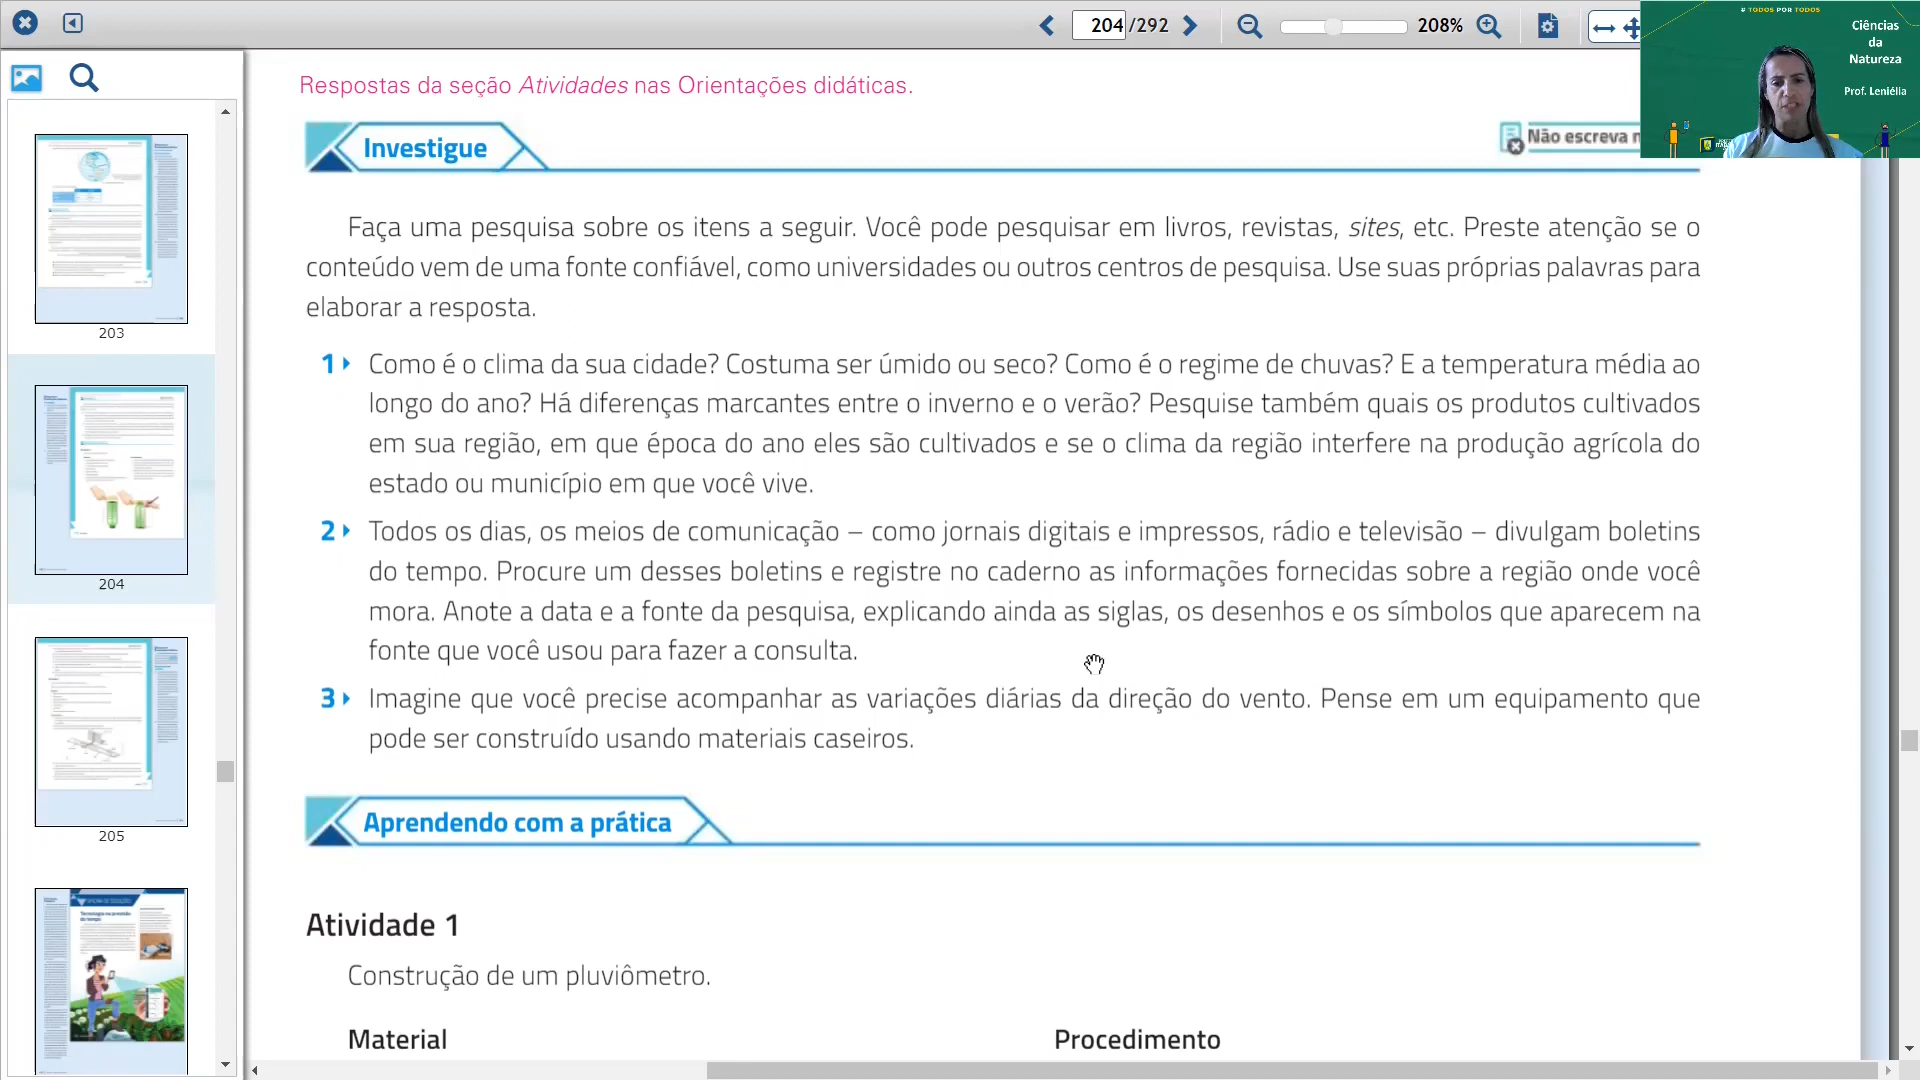 204 /292
208%
# TODOS POR TODOS
Ciências
da
Natureza
Prof. Leniélia
Respostas da seção Atividades nas Orientações didáticas.
Investigue
Não escreva
Faça uma pesquisa sobre os itens a seguir. Você pode pesquisar em livros, revistas, sites, etc. Preste atenção se o
conteúdo vem de uma fonte confiável, como universidades ou outros centros de pesquisa. Use suas próprias palavras para
elaborar a resposta.
1 Como é o clima da sua cidade? Costuma ser úmido ou seco? Como é o regime de chuvas? E a temperatura média ao
longo do ano? Há diferenças marcantes entre o inverno e o verão? Pesquise também quais os produtos cultivados
em sua região, em que época do ano eles são cultivados e se o clima da região interfere na produção agrícola do
estado ou município em que você vive.
2 Todos os dias, os meios de comunicação – como jornais digitais e impressos, rádio e televisão – divulgam boletins
do tempo. Procure um desses boletins e registre no caderno as informações fornecidas sobre a região onde você
mora. Anote a data e a fonte da pesquisa, explicando ainda as siglas, os desenhos e os símbolos que aparecem na
fonte que você usou para fazer a consulta.
3 Imagine que você precise acompanhar as variações diárias da direção do vento. Pense em um equipamento que
pode ser construído usando materiais caseiros.
Aprendendo com a prática
Atividade 1
Construção de um pluviômetro.
Material
Procedimento
203
204
205